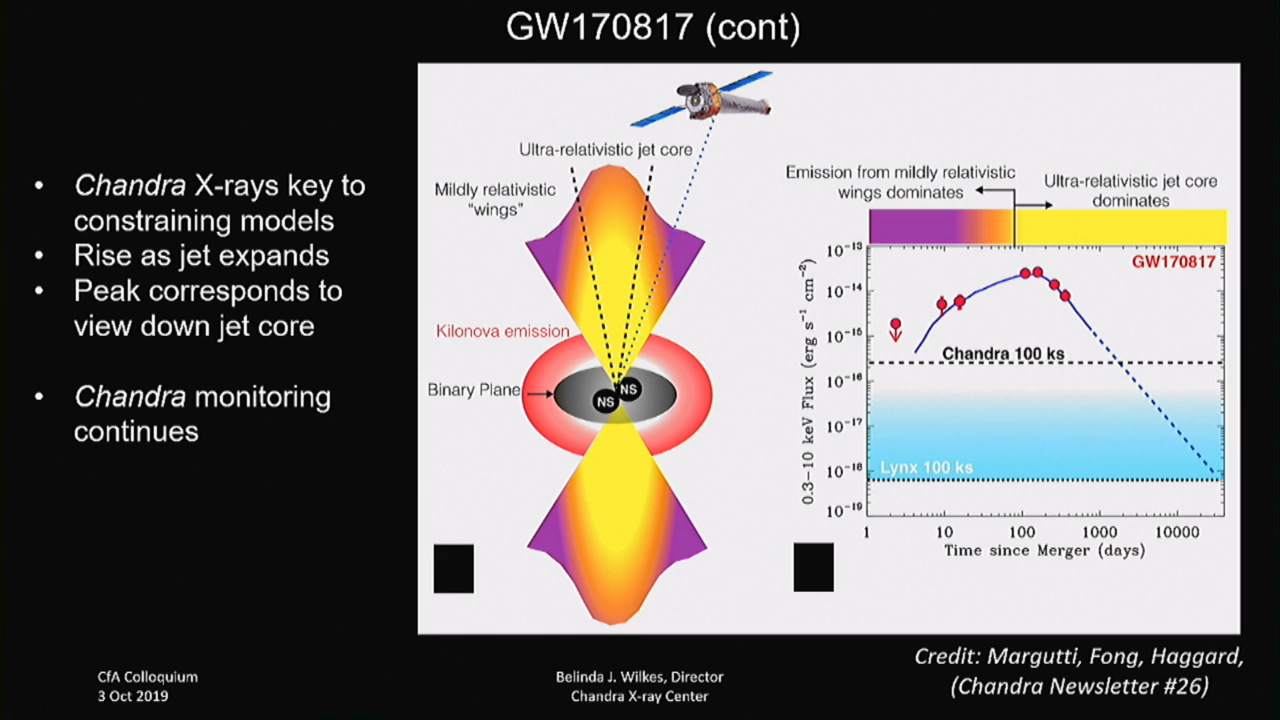 GW170817 (cont)
• Chandra X-rays key to
constraining models
• Rise as jet expands
• Peak corresponds to
view down jet core
• Chandra monitoring
continues
Ultra-relativistic jet core
Mildly relativistic
"wings"
Kilonova emission
Binary Plane
NS
NS
Emission from mildly relativistic
wings dominates
Ultra-relativistic jet core
dominates
GW170817
0.3−10 keV Flux (erg s⁻¹ cm⁻²)
10⁻¹³
10⁻¹⁴
10⁻¹⁵
10⁻¹⁶
10⁻¹⁷
10⁻¹⁸
10⁻¹⁹
Chandra 100 ks
Lynx 100 ks
1 10 100 1000 10000
Time since Merger (days)
Credit: Margutti, Fong, Haggard,
(Chandra Newsletter #26)
CfA Colloquium
3 Oct 2019
Belinda J. Wilkes, Director
Chandra X-ray Center